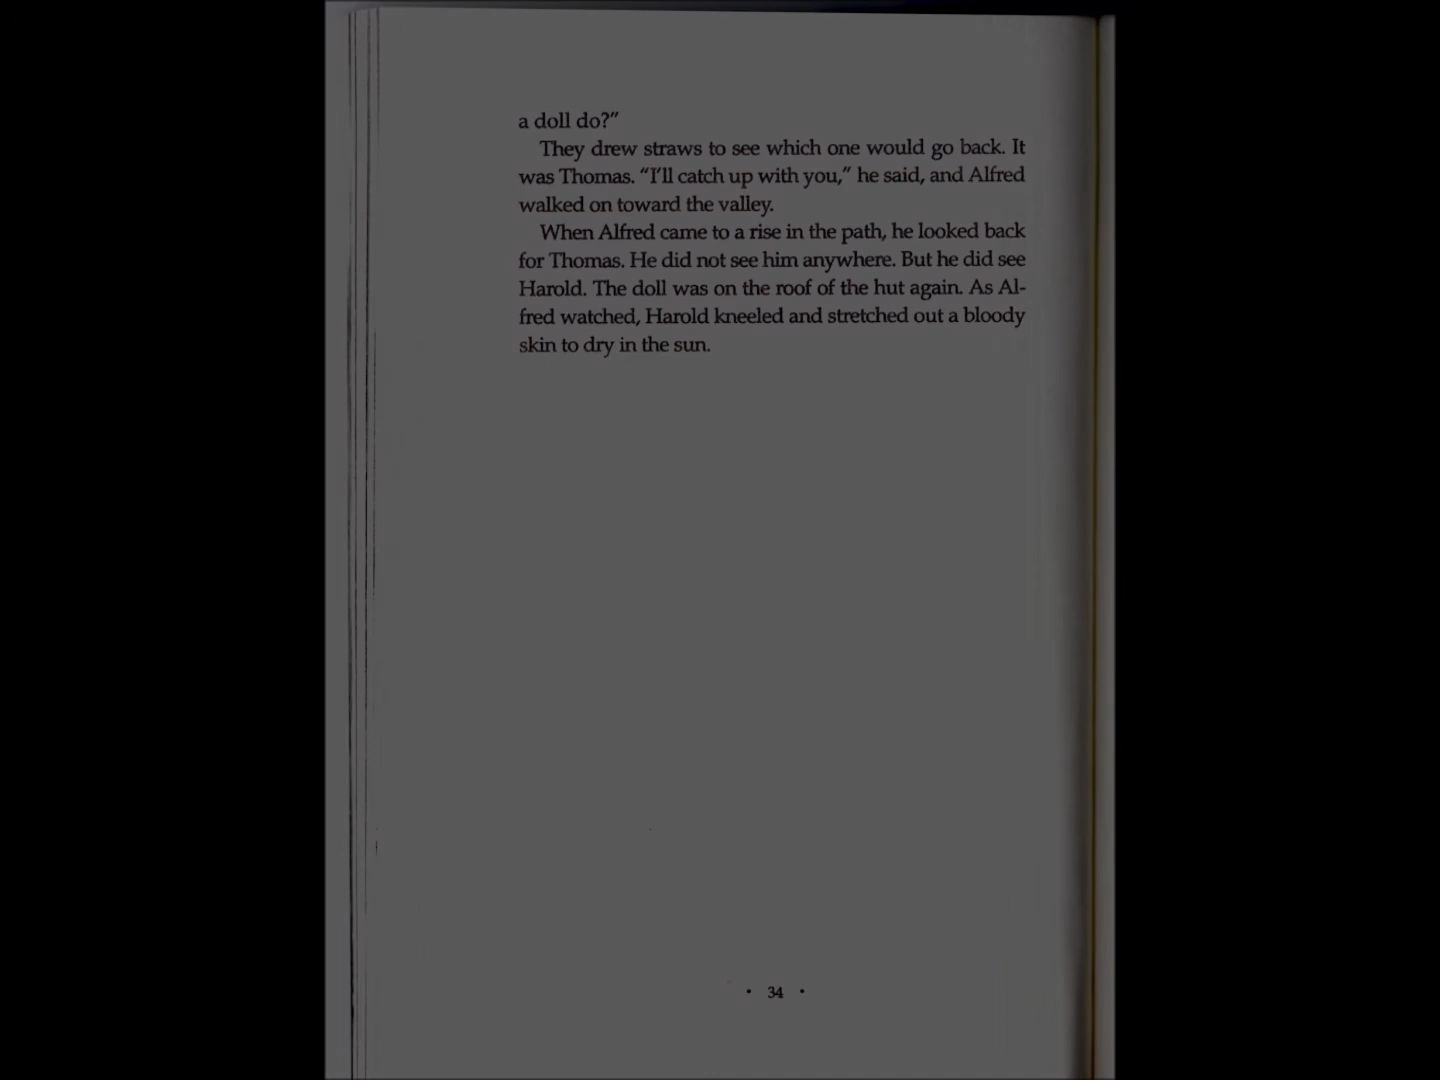 a doll do?”
They drew straws to see which one would go back. It
was Thomas. “I’ll catch up with you,” he said, and Alfred
walked on toward the valley.
When Alfred came to a rise in the path, he looked back
for Thomas. He did not see him anywhere. But he did see
Harold. The doll was on the roof of the hut again. As Al-
fred watched, Harold kneeled and stretched out a bloody
skin to dry in the sun.
• 34 •